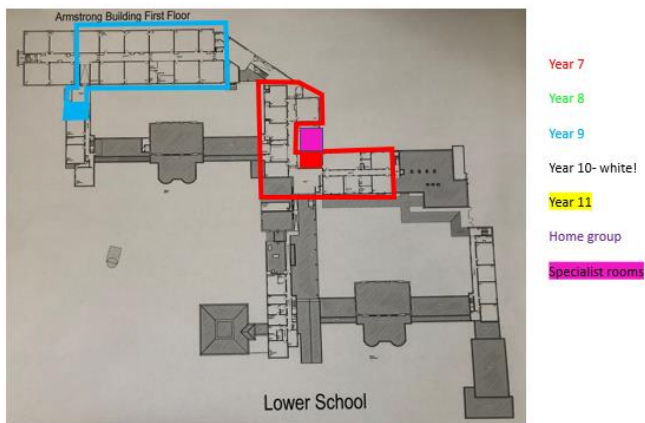 Armstrong Building First Floor
Lower School
Year 7
Year 8
Year 9
Year 10- white!
Year 11
Home group
Specialist rooms